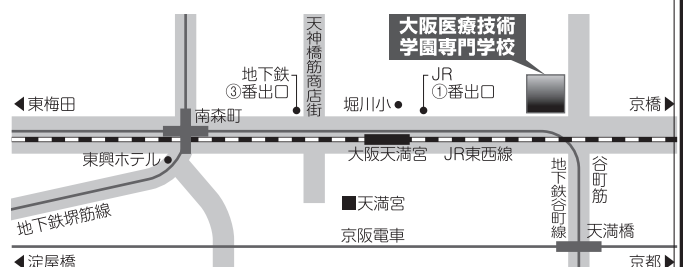 大阪医療技術
学園専門学校
天神橋筋商店街
地下鉄
③番出口
JR
①番出口
堀川小
◀東梅田
京橋▶
南森町
東興ホテル
大阪天満宮
JR東西線
地下鉄谷町線
谷町筋
地下鉄堺筋線
天満宮
天満橋
京阪電車
◀淀屋橋
京都▶